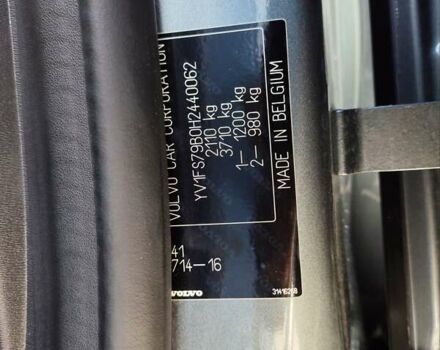 VOLVO CAR CORPORATION
YV1FS79B0H2440062
2110 kg
3710 kg
1– 1200 kg
2– 980 kg
MADE IN BELGIUM
41
714-16
VOLVO
31416268